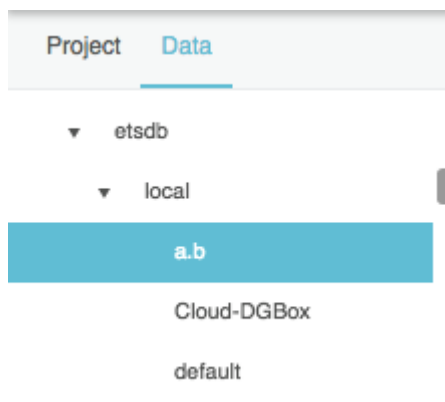 Project Data
etsdb
local
a.b
Cloud-DGBox
default